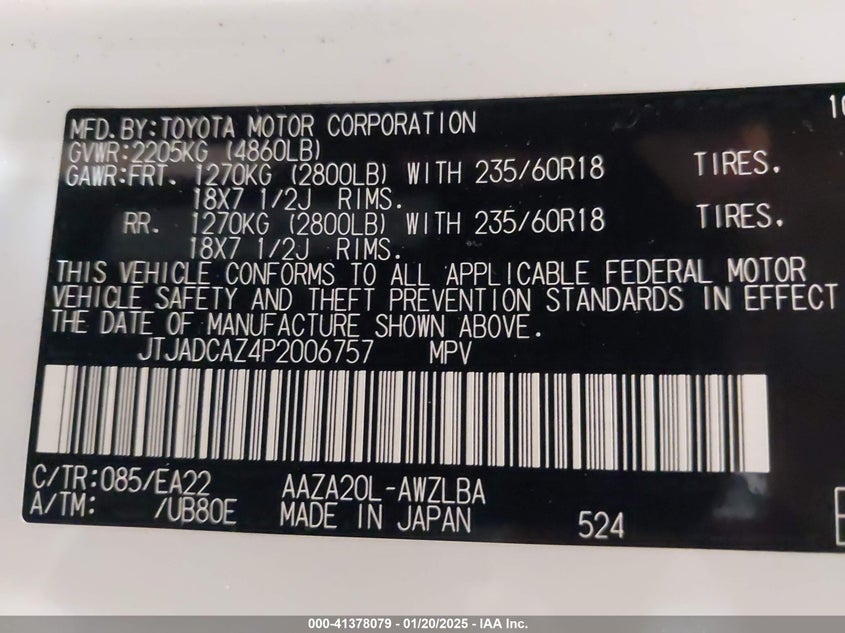 MFD.BY:TOYOTA MOTOR CORPORATION 10
GVWR:2205KG (4860LB)
GAWR:FRT. 1270KG (2800LB) WITH 235/60R18 TIRES.
18X7 1/2J RIMS.
RR. 1270KG (2800LB) WITH 235/60R18 TIRES.
18X7 1/2J RIMS.
THIS VEHICLE CONFORMS TO ALL APPLICABLE FEDERAL MOTOR
VEHICLE SAFETY AND THEFT PREVENTION STANDARDS IN EFFECT
THE DATE OF MANUFACTURE SHOWN ABOVE.
JTJADCAZ4P2006757 MPV
C/TR:085/EA22 AAZA20L-AWZLBA
A/TM: /UB80E MADE IN JAPAN 524
000-41378079 - 01/20/2025 - IAA Inc.